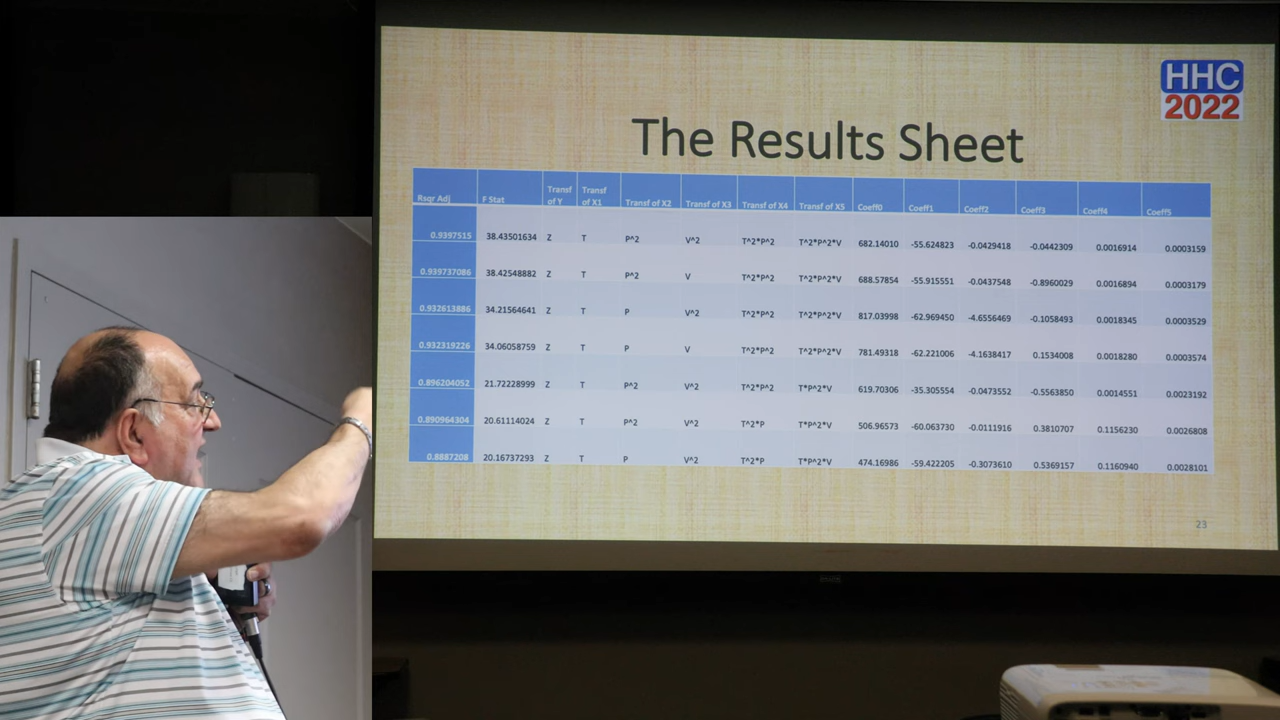 HHC
2022
The Results Sheet
Rsqr Adj F Stat Transf of Y Transf of X1 Transf of X2 Transf of X3 Transf of X4 Transf of X5 Coeff0 Coeff1 Coeff2 Coeff3 Coeff4 Coeff5
0.9397515 38.43501634 Z T P^2 V^2 T^2*P^2 T^2*P^2*V 682.14010 -55.624823 -0.0429418 -0.0442309 0.0016914 0.0003159
0.939737086 38.42548882 Z T P^2 V T^2*P^2 T^2*P^2*V 688.57854 -55.915551 -0.0437548 -0.8960029 0.0016894 0.0003179
0.932613886 34.21564641 Z T P V^2 T^2*P^2 T^2*P^2*V 817.03998 -62.969450 -4.6556469 -0.1058493 0.0018345 0.0003529
0.932319226 34.06058759 Z T P V T^2*P^2 T^2*P^2*V 781.49318 -62.221006 -4.1638417 0.1534008 0.0018280 0.0003574
0.896204052 21.72228999 Z T P^2 V^2 T^2*P^2 T*P^2*V 619.70306 -35.305554 -0.0473552 -0.5563850 0.0014551 0.0023192
0.890964304 20.61114024 Z T P^2 V^2 T^2*P T*P^2*V 506.96573 -60.063730 -0.0111916 0.3810707 0.1156230 0.0026808
0.8887208 20.16737293 Z T P V^2 T^2*P T*P^2*V 474.16986 -59.422205 -0.3073610 0.5369157 0.1160940 0.0028101
23